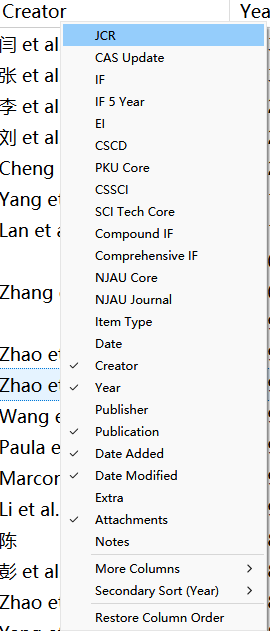 Creator
Yea
闫 et al
张 et al
李 et al
刘 et al
Cheng
Yang et
Lan et a
Zhang
Zhao et
Zhao et
Wang e
Paula e
Marcor
Li et al.
陈
彭 et al
Zhao et
JCR
CAS Update
IF
IF 5 Year
EI
CSCD
PKU Core
CSSCI
SCI Tech Core
Compound IF
Comprehensive IF
NJAU Core
NJAU Journal
Item Type
Date
Creator
Year
Publisher
Publication
Date Added
Date Modified
Extra
Attachments
Notes
More Columns
Secondary Sort (Year)
Restore Column Order